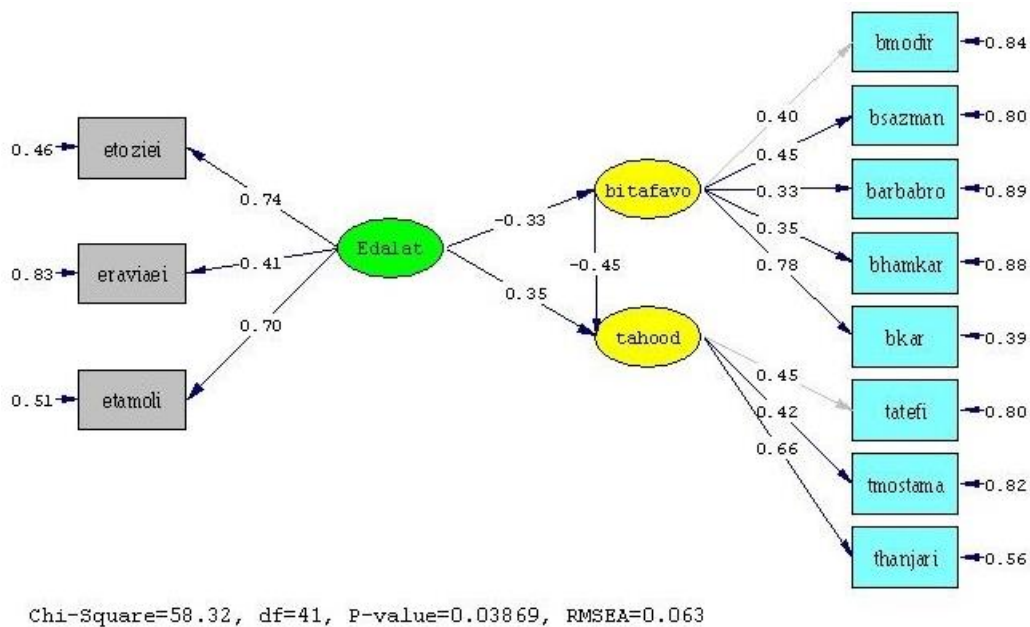 bmodir
0.84
0.40
bsazman
0.80
0.45
0.46
etoziei
bitafavo
0.33
barbabro
0.89
0.74
-0.33
0.35
Edalat
bhamkar
0.88
0.83
eraviaei
-0.41
-0.45
0.78
0.35
tahood
bkar
0.39
0.70
0.45
0.51
etamoli
0.42
tatefi
0.80
0.66
tmostama
0.82
thanjari
0.56
Chi-Square=58.32, df=41, P-value=0.03869, RMSEA=0.063